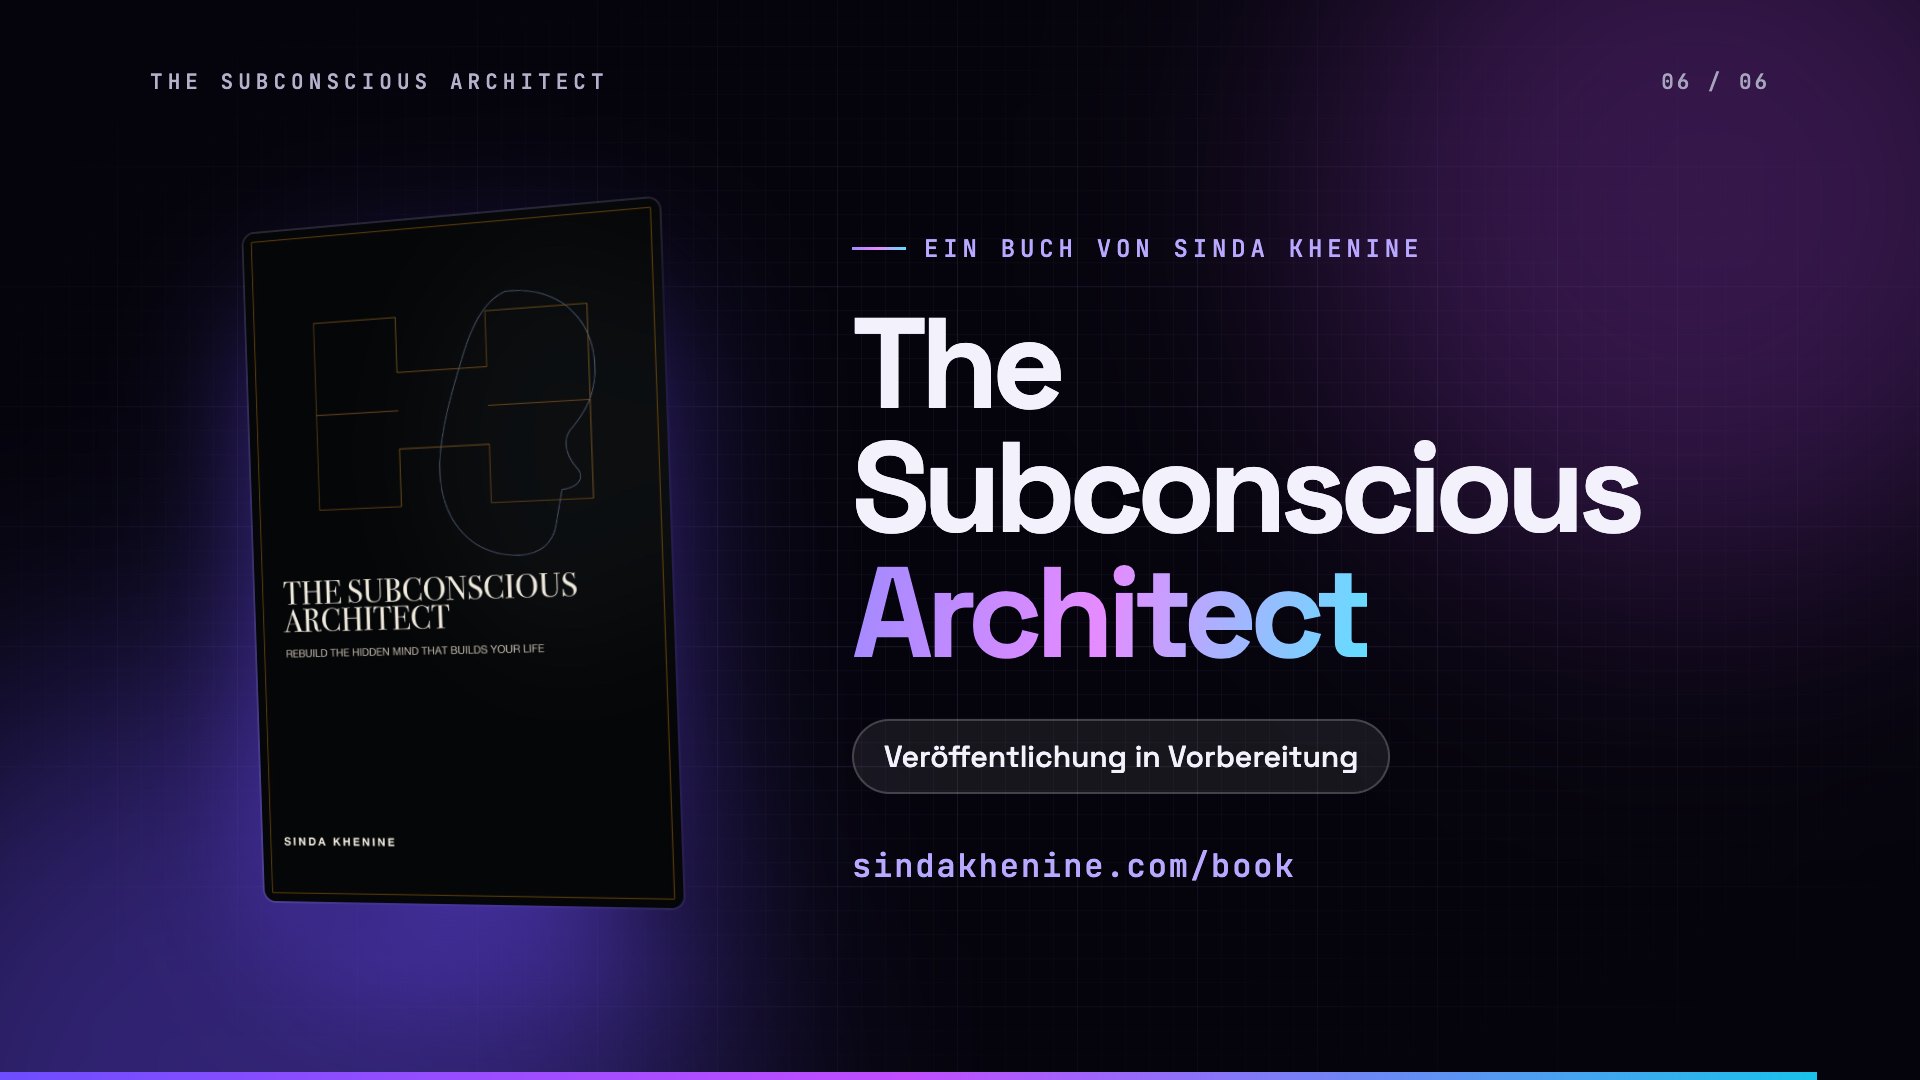 THE SUBCONSCIOUS ARCHITECT
06 / 06
THE SUBCONSCIOUS
ARCHITECT
REBUILD THE HIDDEN MIND THAT BUILDS YOUR LIFE
SINDA KHENINE
EIN BUCH VON SINDA KHENINE
The
Subconscious
Architect
Veröffentlichung in Vorbereitung
sindakhenine.com/book